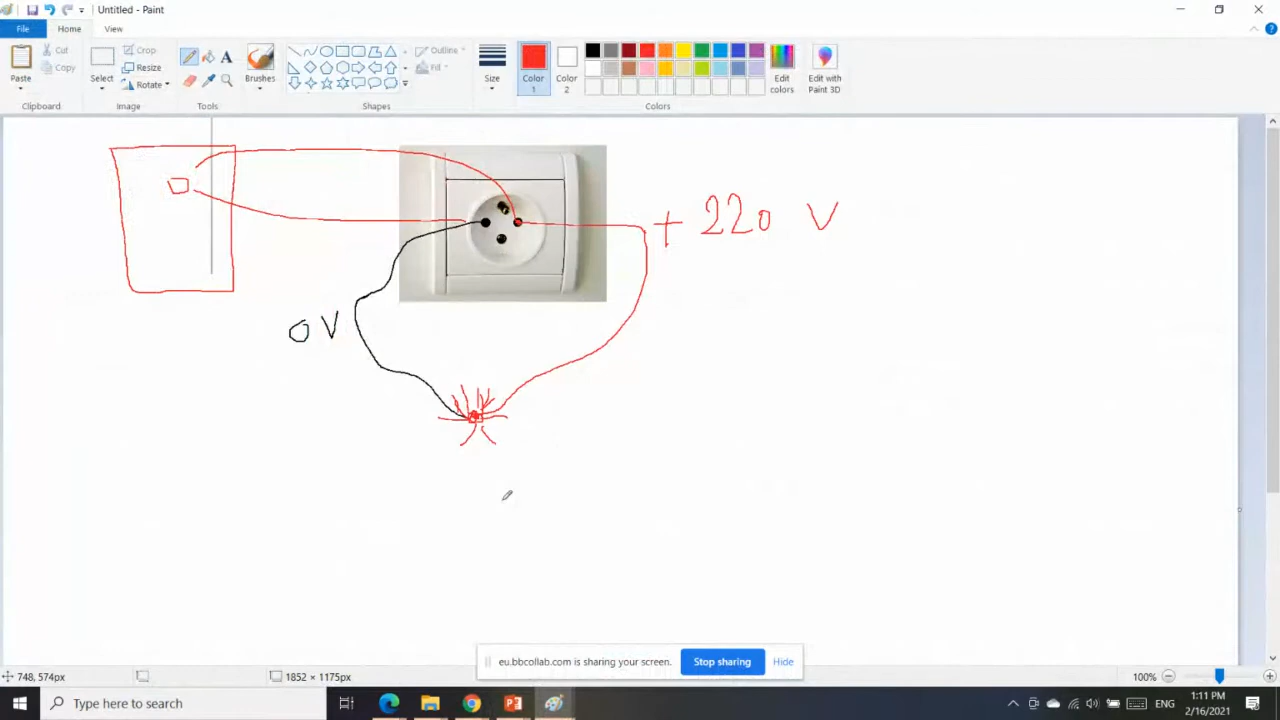 Untitled - Paint
File
Home
View
Paste
Cut
Copy
Clipboard
Select
Crop
Resize
Rotate
Image
Tools
Brushes
Shapes
Outline
Fill
Size
Color 1
Color 2
Colors
Edit colors
Edit with Paint 3D
+ 220 V
0 V
eu.bbcollab.com is sharing your screen.
Stop sharing
Hide
748, 574px
1852 × 1175px
100%
Type here to search
ENG
1:11 PM
2/16/2021